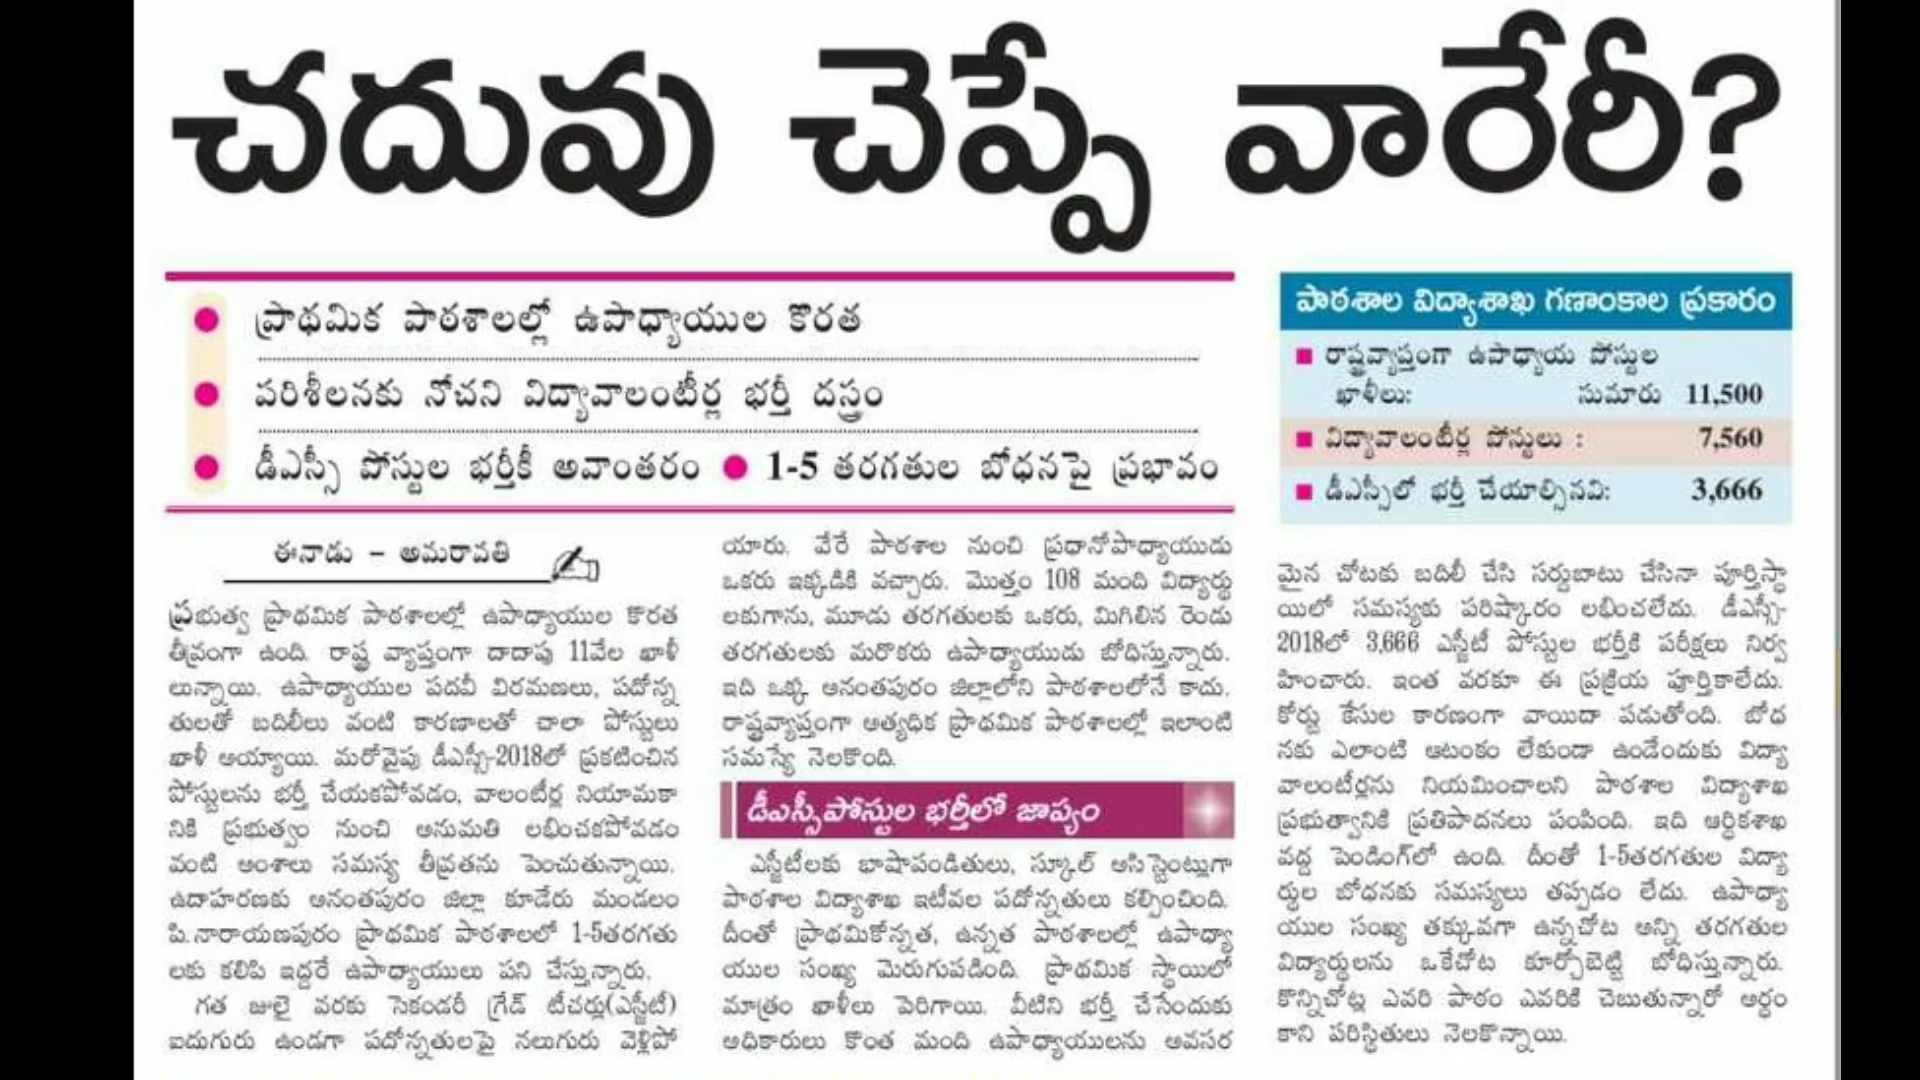 చదువు చెప్పే వారేరీ?
ప్రాథమిక పాఠశాలల్లో ఉపాధ్యాయుల కొరత
పరిశీలనకు నోచని విద్యావాలంటీర్ల భర్తీ దస్త్రం
డీఎస్సీ పోస్టుల భర్తీకీ అవాంతరం ● 1-5 తరగతుల బోధనపై ప్రభావం
పాఠశాల విద్యాశాఖ గణాంకాల ప్రకారం
రాష్ట్రవ్యాప్తంగా ఉపాధ్యాయ పోస్టుల
ఖాళీలు: సుమారు 11,500
విద్యావాలంటీర్ల పోస్టులు : 7,560
డీఎస్సీలో భర్తీ చేయాల్సినవి: 3,666
ఈనాడు - అమరావతి
ప్రభుత్వ ప్రాథమిక పాఠశాలల్లో ఉపాధ్యాయుల కొరత
తీవ్రంగా ఉంది. రాష్ట్ర వ్యాప్తంగా దాదాపు 11వేల ఖాళీ
లున్నాయి. ఉపాధ్యాయుల పదవీ విరమణలు, పదోన్న
తులతో బదిలీలు వంటి కారణాలతో చాలా పోస్టులు
ఖాళీ అయ్యాయి. మరోవైపు డీఎస్సీ-2018లో ప్రకటించిన
పోస్టులను భర్తీ చేయకపోవడం, వాలంటీర్ల నియామకా
నికి ప్రభుత్వం నుంచి అనుమతి లభించకపోవడం
వంటి అంశాలు సమస్య తీవ్రతను పెంచుతున్నాయి.
ఉదాహరణకు అనంతపురం జిల్లా కూడేరు మండలం
పి.నారాయణపురం ప్రాథమిక పాఠశాలలో 1-5తరగతు
లకు కలిపి ఇద్దరే ఉపాధ్యాయులు పని చేస్తున్నారు.
గత జులై వరకు సెకండరీ గ్రేడ్ టీచర్లు(ఎస్జీటీ)
ఐదుగురు ఉండగా పదోన్నతులపై నలుగురు వెళ్లిపో
యారు. వేరే పాఠశాల నుంచి ప్రధానోపాధ్యాయుడు
ఒకరు ఇక్కడికి వచ్చారు. మొత్తం 108 మంది విద్యార్థు
లకుగాను, మూడు తరగతులకు ఒకరు, మిగిలిన రెండు
తరగతులకు మరొకరు ఉపాధ్యాయుడు బోధిస్తున్నారు.
ఇది ఒక్క అనంతపురం జిల్లాలోని పాఠశాలలోనే కాదు.
రాష్ట్రవ్యాప్తంగా అత్యధిక ప్రాథమిక పాఠశాలల్లో ఇలాంటి
సమస్యే నెలకొంది.
డీఎస్సీపోస్టుల భర్తీలో జాప్యం
ఎస్జీటీలకు భాషాపండితులు, స్కూల్ అసిస్టెంట్లుగా
పాఠశాల విద్యాశాఖ ఇటీవల పదోన్నతులు కల్పించింది.
దీంతో ప్రాథమికోన్నత, ఉన్నత పాఠశాలల్లో ఉపాధ్యా
యుల సంఖ్య మెరుగుపడింది. ప్రాథమిక స్థాయిలో
మాత్రం ఖాళీలు పెరిగాయి. వీటిని భర్తీ చేసేందుకు
అధికారులు కొంత మంది ఉపాధ్యాయులను అవసర
మైన చోటకు బదిలీ చేసి సర్దుబాటు చేసినా పూర్తిస్థా
యిలో సమస్యకు పరిష్కారం లభించలేదు. డీఎస్సీ-
2018లో 3,666 ఎస్జీటీ పోస్టుల భర్తీకి పరీక్షలు నిర్వ
హించారు. ఇంత వరకూ ఈ ప్రక్రియ పూర్తికాలేదు.
కోర్టు కేసుల కారణంగా వాయిదా పడుతోంది. బోధ
నకు ఎలాంటి ఆటంకం లేకుండా ఉండేందుకు విద్యా
వాలంటీర్లను నియమించాలని పాఠశాల విద్యాశాఖ
ప్రభుత్వానికి ప్రతిపాదనలు పంపింది. ఇది ఆర్థికశాఖ
వద్ద పెండింగ్‌లో ఉంది. దీంతో 1-5తరగతుల విద్యా
ర్థుల బోధనకు సమస్యలు తప్పడం లేదు. ఉపాధ్యా
యుల సంఖ్య తక్కువగా ఉన్నచోట అన్ని తరగతుల
విద్యార్థులను ఒకేచోట కూర్చోబెట్టి బోధిస్తున్నారు.
కొన్నిచోట్ల ఎవరి పాఠం ఎవరికి చెబుతున్నారో అర్థం
కాని పరిస్థితులు నెలకొన్నాయి.